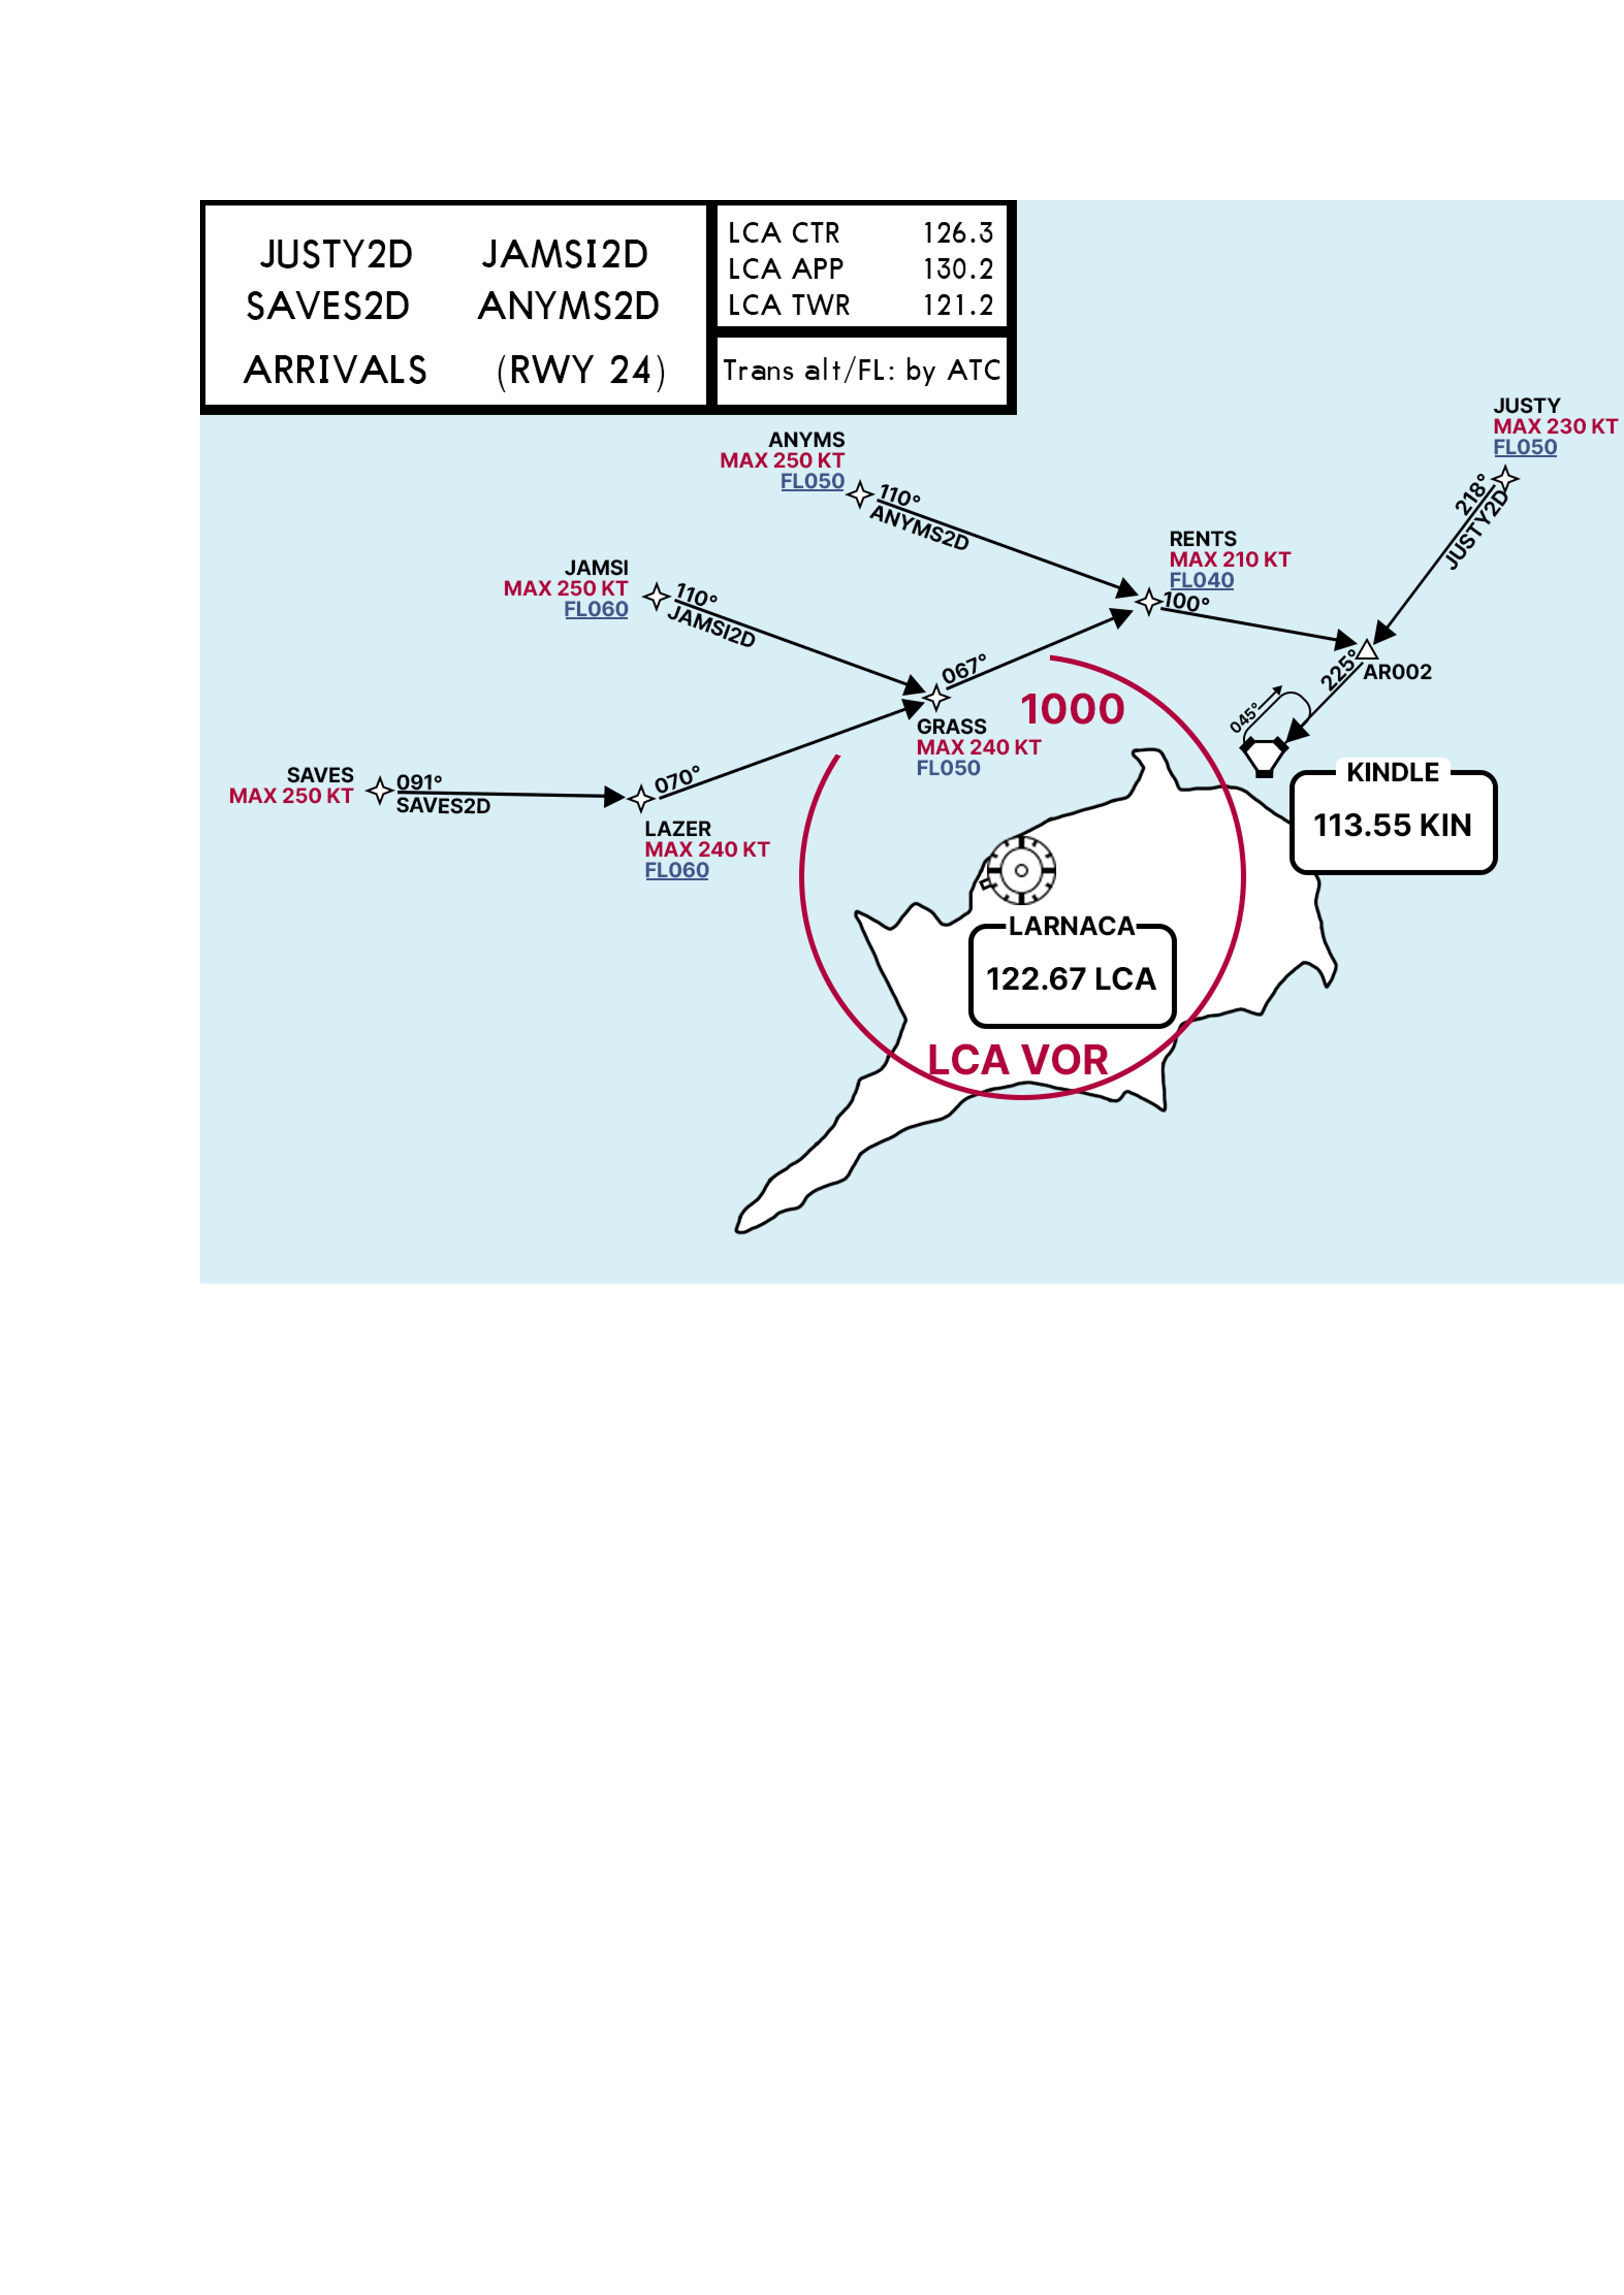 JUSTY2D JAMSI2D
SAVES2D ANYMS2D
ARRIVALS (RWY 24)
LCA CTR 126.3
LCA APP 130.2
LCA TWR 121.2
Trans alt/FL: by ATC
JUSTY
MAX 230 KT
FL050
218°
JUSTY2D
ANYMS
MAX 250 KT
FL050
110°
ANYMS2D
RENTS
MAX 210 KT
FL040
100°
JAMSI
MAX 250 KT
FL060
110°
JAMSI2D
067°
225°
AR002
045°
GRASS
MAX 240 KT
FL050
1000
SAVES
MAX 250 KT
091°
SAVES2D
070°
LAZER
MAX 240 KT
FL060
KINDLE
113.55 KIN
LARNACA
122.67 LCA
LCA VOR